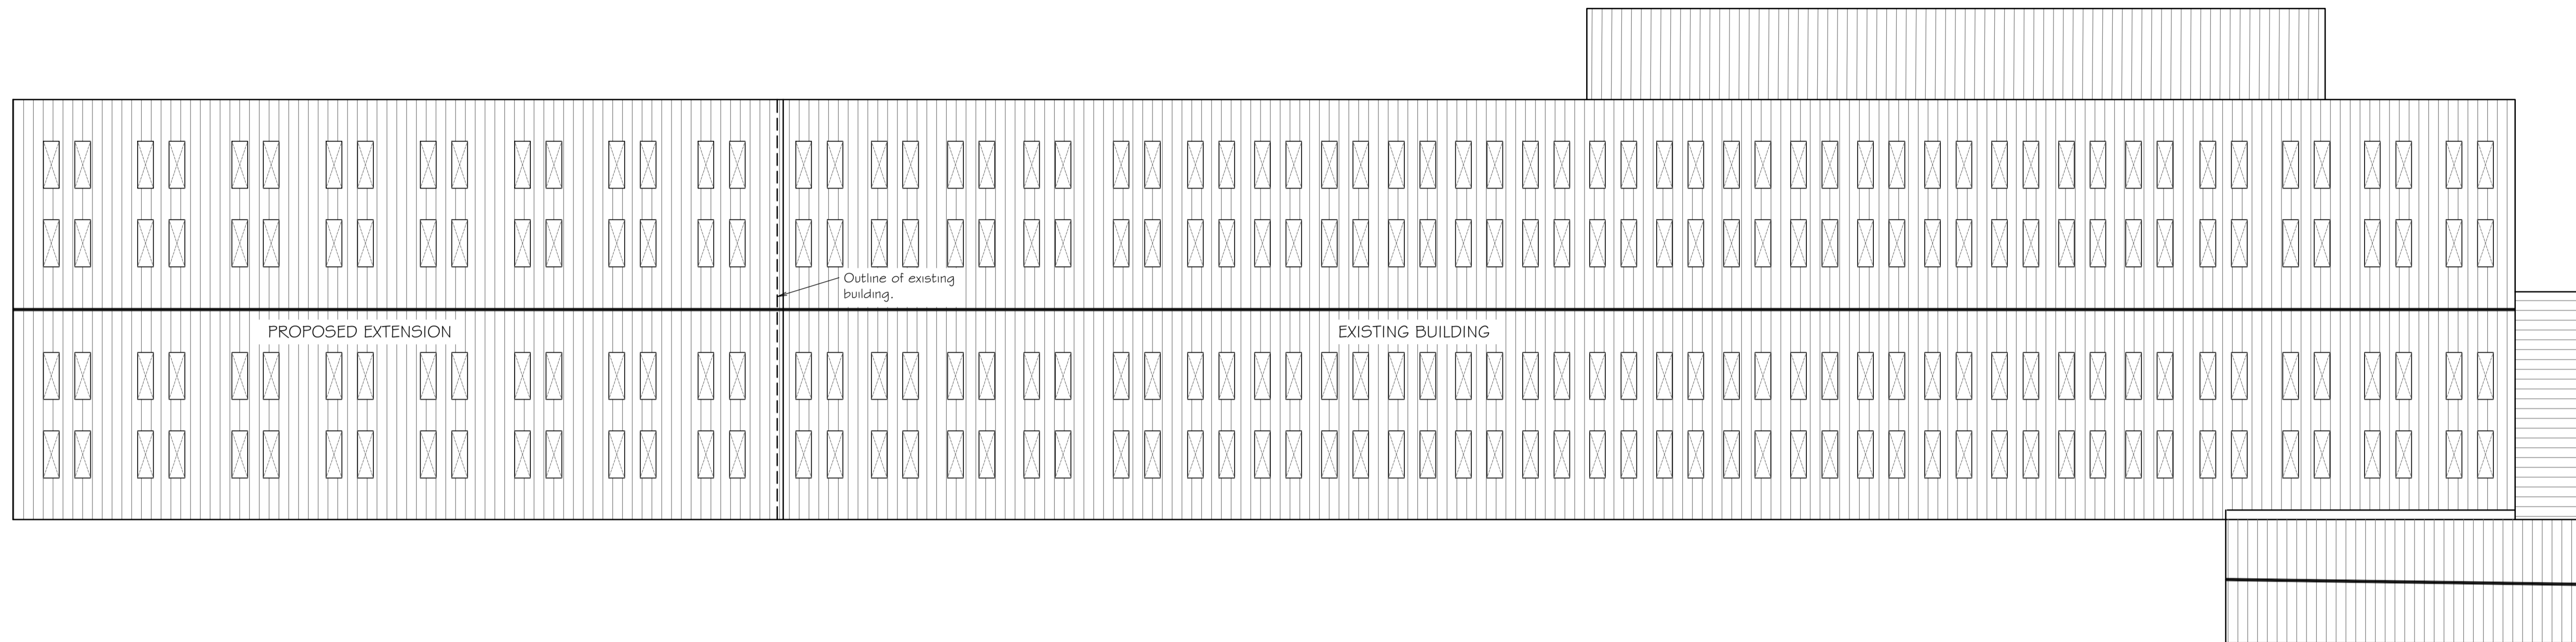 Outline of existing
building.
PROPOSED EXTENSION
EXISTING BUILDING